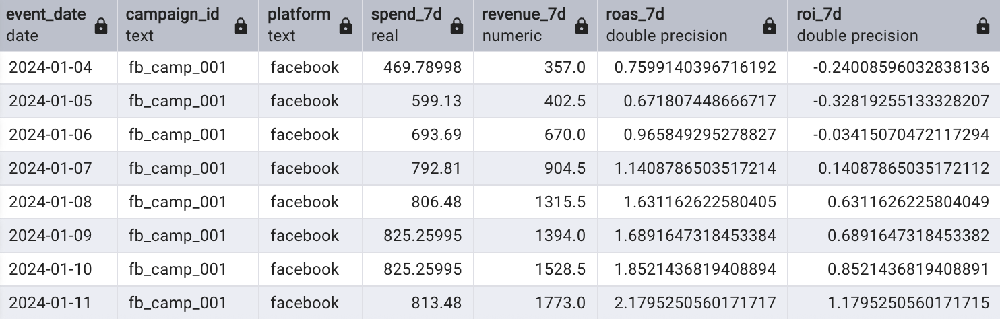 event_date campaign_id platform spend_7d revenue_7d roas_7d roi_7d
date text text real numeric double precision double precision
2024-01-04 fb_camp_001 facebook 469.78998 357.0 0.7599140396716192 -0.24008596032838136
2024-01-05 fb_camp_001 facebook 599.13 402.5 0.671807448666717 -0.32819255133328207
2024-01-06 fb_camp_001 facebook 693.69 670.0 0.965849295278827 -0.03415070472117294
2024-01-07 fb_camp_001 facebook 792.81 904.5 1.1408786503517214 0.14087865035172112
2024-01-08 fb_camp_001 facebook 806.48 1315.5 1.631162622580405 0.6311626225804049
2024-01-09 fb_camp_001 facebook 825.25995 1394.0 1.6891647318453384 0.6891647318453382
2024-01-10 fb_camp_001 facebook 825.25995 1528.5 1.8521436819408894 0.8521436819408891
2024-01-11 fb_camp_001 facebook 813.48 1773.0 2.1795250560171717 1.1795250560171715